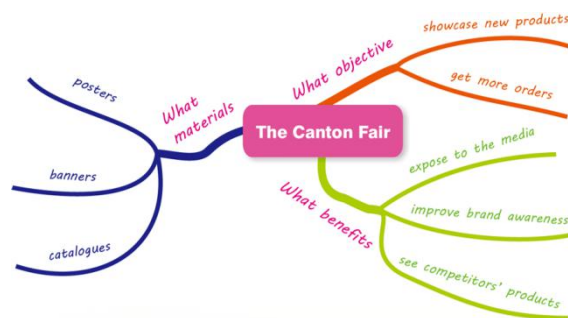 The Canton Fair
What objective
showcase new products
get more orders
What benefits
expose to the media
improve brand awareness
see competitors' products
What
materials
posters
banners
catalogues